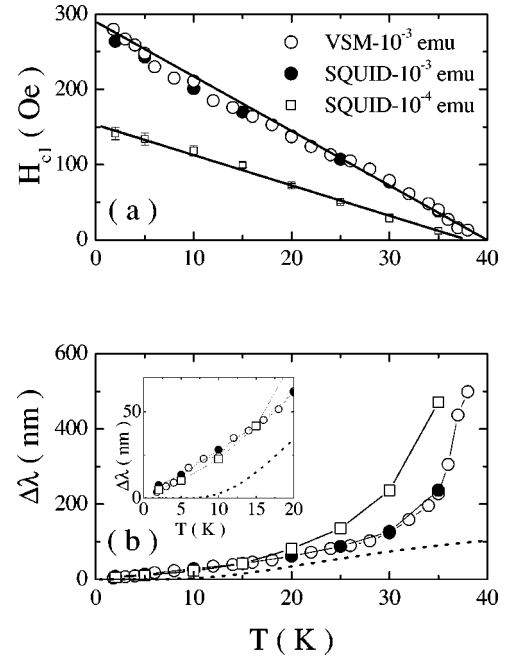 300
200
100
0
H_c1 ( Oe )
VSM-10^-3 emu
SQUID-10^-3 emu
SQUID-10^-4 emu
( a )
0 10 20 30 40
600
400
200
0
Δλ ( nm )
50
0
Δλ ( nm )
0 5 10 15 20
T ( K )
( b )
0 10 20 30 40
T ( K )